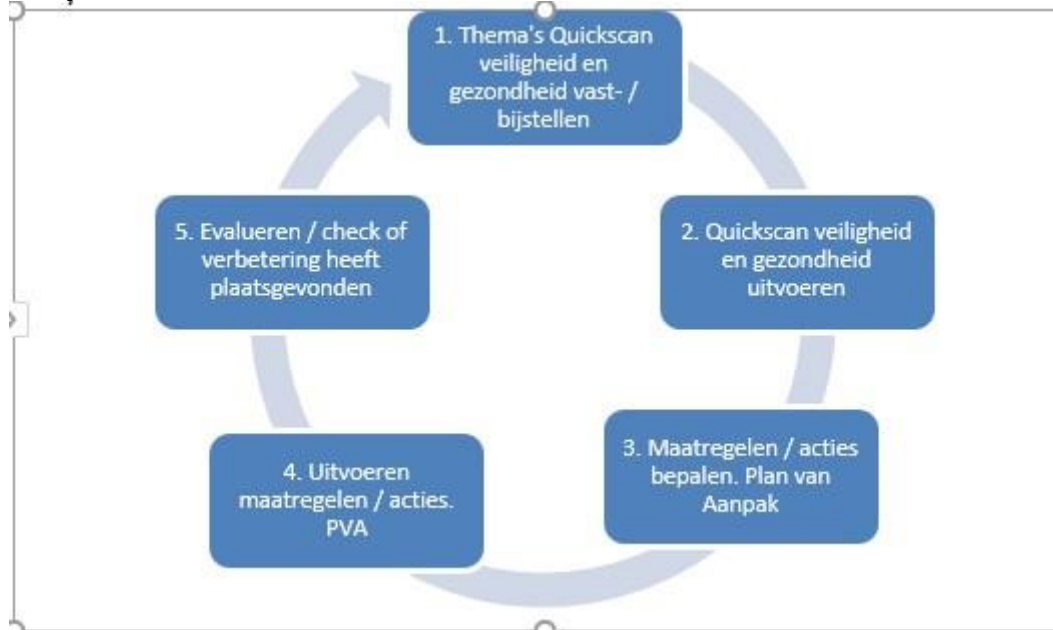 1. Thema's Quickscan
veiligheid en
gezondheid vast- /
bijstellen
2. Quickscan veiligheid
en gezondheid
uitvoeren
3. Maatregelen / acties
bepalen. Plan van
Aanpak
4. Uitvoeren
maatregelen / acties.
PVA
5. Evalueren / check of
verbetering heeft
plaatsgevonden